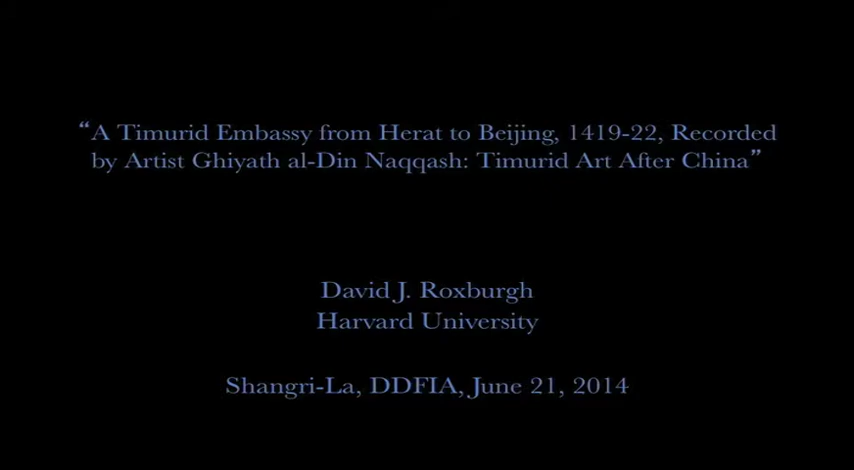 “A Timurid Embassy from Herat to Beijing, 1419-22, Recorded
by Artist Ghiyath al-Din Naqqash: Timurid Art After China”
David J. Roxburgh
Harvard University
Shangri-La, DDFIA, June 21, 2014